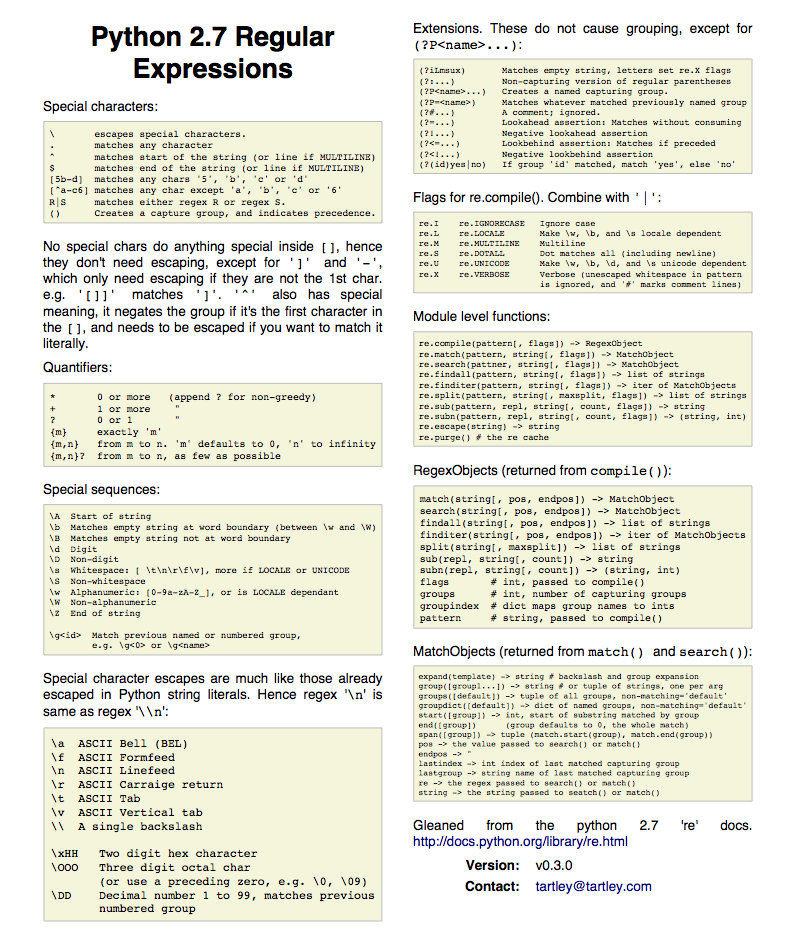 Python 2.7 Regular
Expressions
Special characters:
\ escapes special characters.
. matches any character
^ matches start of the string (or line if MULTILINE)
$ matches end of the string (or line if MULTILINE)
[5b-d] matches any chars '5', 'b', 'c' or 'd'
[^a-c6] matches any char except 'a', 'b', 'c' or '6'
R|S matches either regex R or regex S.
() Creates a capture group, and indicates precedence.
No special chars do anything special inside [], hence
they don't need escaping, except for ']' and '-',
which only need escaping if they are not the 1st char.
e.g. '[]]' matches ']'. '^' also has special
meaning, it negates the group if it's the first character in
the [], and needs to be escaped if you want to match it
literally.
Quantifiers:
* 0 or more (append ? for non-greedy)
+ 1 or more "
? 0 or 1 "
{m} exactly 'm'
{m,n} from m to n. 'm' defaults to 0, 'n' to infinity
{m,n}? from m to n, as few as possible
Special sequences:
\A Start of string
\b Matches empty string at word boundary (between \w and \W)
\B Matches empty string not at word boundary
\d Digit
\D Non-digit
\s Whitespace: [ \t\n\r\f\v], more if LOCALE or UNICODE
\S Non-whitespace
\w Alphanumeric: [0-9a-zA-Z_], or is LOCALE dependant
\W Non-alphanumeric
\Z End of string
\g<id> Match previous named or numbered group,
e.g. \g<0> or \g<name>
Special character escapes are much like those already
escaped in Python string literals. Hence regex '\n' is
same as regex '\\n':
\a ASCII Bell (BEL)
\f ASCII Formfeed
\n ASCII Linefeed
\r ASCII Carraige return
\t ASCII Tab
\v ASCII Vertical tab
\\ A single backslash
\xHH Two digit hex character
\OOO Three digit octal char
(or use a preceding zero, e.g. \0, \09)
\DD Decimal number 1 to 99, matches previous
numbered group
Extensions. These do not cause grouping, except for
(?P<name>...):
(?iLmsux) Matches empty string, letters set re.X flags
(?:...) Non-capturing version of regular parentheses
(?P<name>...) Creates a named capturing group.
(?P=<name>) Matches whatever matched previously named group
(?#...) A comment; ignored.
(?=...) Lookahead assertion: Matches without consuming
(?!...) Negative lookahead assertion
(?<=...) Lookbehind assertion: Matches if preceded
(?<!...) Negative lookbehind assertion
(?(id)yes|no) If group 'id' matched, match 'yes', else 'no'
Flags for re.compile(). Combine with '|':
re.I re.IGNORECASE Ignore case
re.L re.LOCALE Make \w, \b, and \s locale dependent
re.M re.MULTILINE Multiline
re.S re.DOTALL Dot matches all (including newline)
re.U re.UNICODE Make \w, \b, \d, and \s unicode dependent
re.X re.VERBOSE Verbose (unescaped whitespace in pattern
is ignored, and '#' marks comment lines)
Module level functions:
re.compile(pattern[, flags]) -> RegexObject
re.match(pattern, string[, flags]) -> MatchObject
re.search(pattner, string[, flags]) -> MatchObject
re.findall(pattern, string[, flags]) -> list of strings
re.finditer(pattern, string[, flags]) -> iter of MatchObjects
re.split(pattern, string[, maxsplit, flags]) -> list of strings
re.sub(pattern, repl, string[, count, flags]) -> string
re.subn(pattern, repl, string[, count, flags]) -> (string, int)
re.escape(string) -> string
re.purge() # the re cache
RegexObjects (returned from compile()):
match(string[, pos, endpos]) -> MatchObject
search(string[, pos, endpos]) -> MatchObject
findall(string[, pos, endpos]) -> list of strings
finditer(string[, pos, endpos]) -> iter of MatchObjects
split(string[, maxsplit]) -> list of strings
sub(repl, string[, count]) -> string
subn(repl, string[, count]) -> (string, int)
flags # int, passed to compile()
groups # int, number of capturing groups
groupindex # dict maps group names to ints
pattern # string, passed to compile()
MatchObjects (returned from match() and search()):
expand(template) -> string # backslash and group expansion
group([group1...]) -> string # or tuple of strings, one per arg
groups([default]) -> tuple of all groups, non-matching=default
groupdict([default]) -> dict of named groups, non-matching=default
start([group]) -> int, start of substring matched by group
end([group]) (group defaults to 0, the whole match)
span([group]) -> tuple (match.start(group), match.end(group))
pos -> the value passed to search() or match()
endpos -> "
lastindex -> int index of last matched capturing group
lastgroup -> string name of last matched capturing group
re -> the regex passed to search() or match()
string -> the string passed to seatch() or match()
Gleaned from the python 2.7 're' docs.
http://docs.python.org/library/re.html
Version: v0.3.0
Contact: tartley@tartley.com